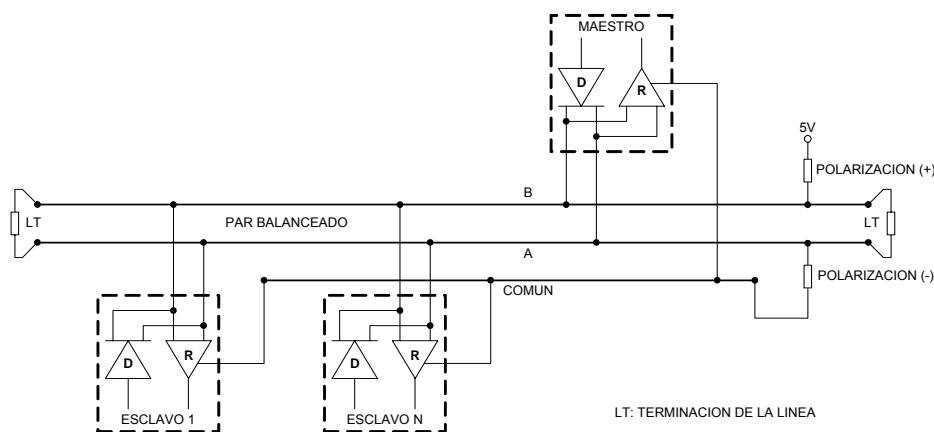 MAESTRO
D
R
5V
POLARIZACION (+)
B
LT
PAR BALANCEADO
LT
A
POLARIZACION (-)
COMUN
D
R
D
R
ESCLAVO 1
ESCLAVO N
LT: TERMINACION DE LA LINEA